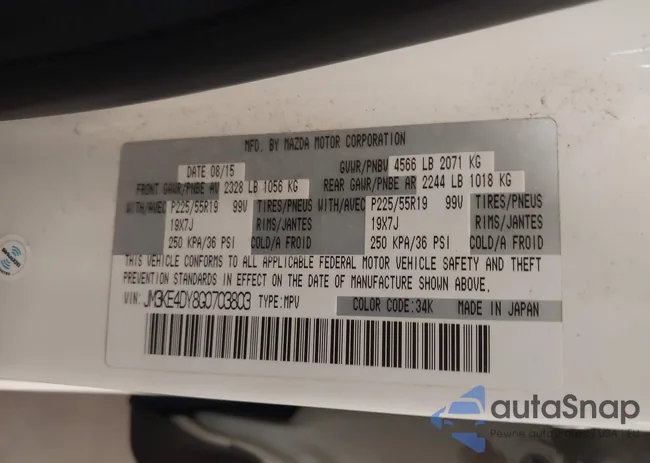 MFD. BY MAZDA MOTOR CORPORATION
DATE 08/15 GVWR/PNBV 4566 LB 2071 KG
FRONT GAWR/PNBE AV 2328 LB 1056 KG REAR GAWR/PNBE AR 2244 LB 1018 KG
WITH/AVEC P225/55R19 99V TIRES/PNEUS WITH/AVEC P225/55R19 99V TIRES/PNEUS
19X7J RIMS/JANTES 19X7J RIMS/JANTES
250 KPA/36 PSI COLD/A FROID 250 KPA/36 PSI COLD/A FROID
THIS VEHICLE CONFORMS TO ALL APPLICABLE FEDERAL MOTOR VEHICLE SAFETY AND THEFT
PREVENTION STANDARDS IN EFFECT ON THE DATE OF MANUFACTURE SHOWN ABOVE.
VIN: JM3KE4DY8G0703803 TYPE:MPV COLOR CODE:34K MADE IN JAPAN
autaSnap
Pewne auto z USA EU